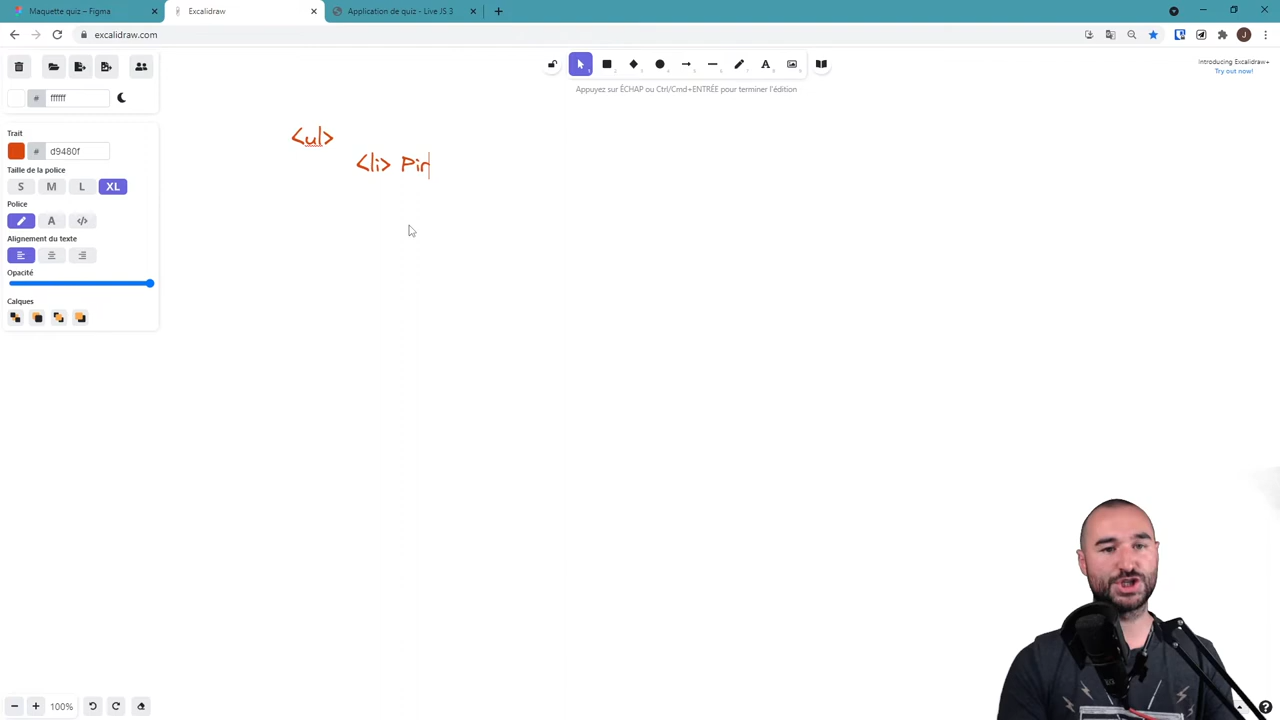 Maquette quiz – Figma
Excalidraw
Application de quiz - Live JS 3
excalidraw.com
J
Introducing Excalidraw+
Try out now!
Appuyez sur ÉCHAP ou Ctrl/Cmd+ENTRÉE pour terminer l'édition
# ffffff
Trait
# d9480f
Taille de la police
S M L XL
Police
A </>
Alignement du texte
Opacité
Calques
<ul>
<li> Pir
100%